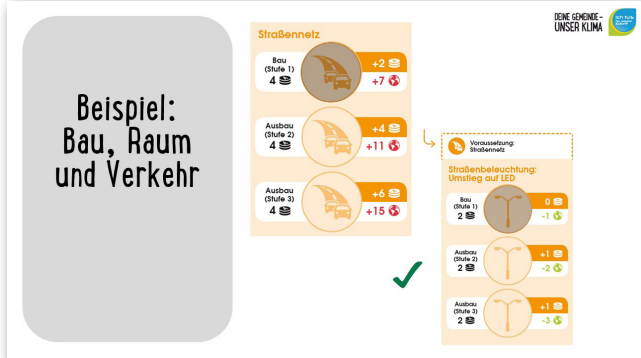 DEINE GEMEINDE -
UNSER KLIMA
Beispiel:
Bau, Raum
und Verkehr
Straßennetz
Bau
(Stufe 1)
4
+2
+7
Ausbau
(Stufe 2)
4
+4
+11
Ausbau
(Stufe 3)
4
+6
+15
Voraussetzung:
Straßennetz
Straßenbeleuchtung:
Umstieg auf LED
Bau
(Stufe 1)
2
0
-1
Ausbau
(Stufe 2)
2
+1
-2
Ausbau
(Stufe 3)
2
+1
-3